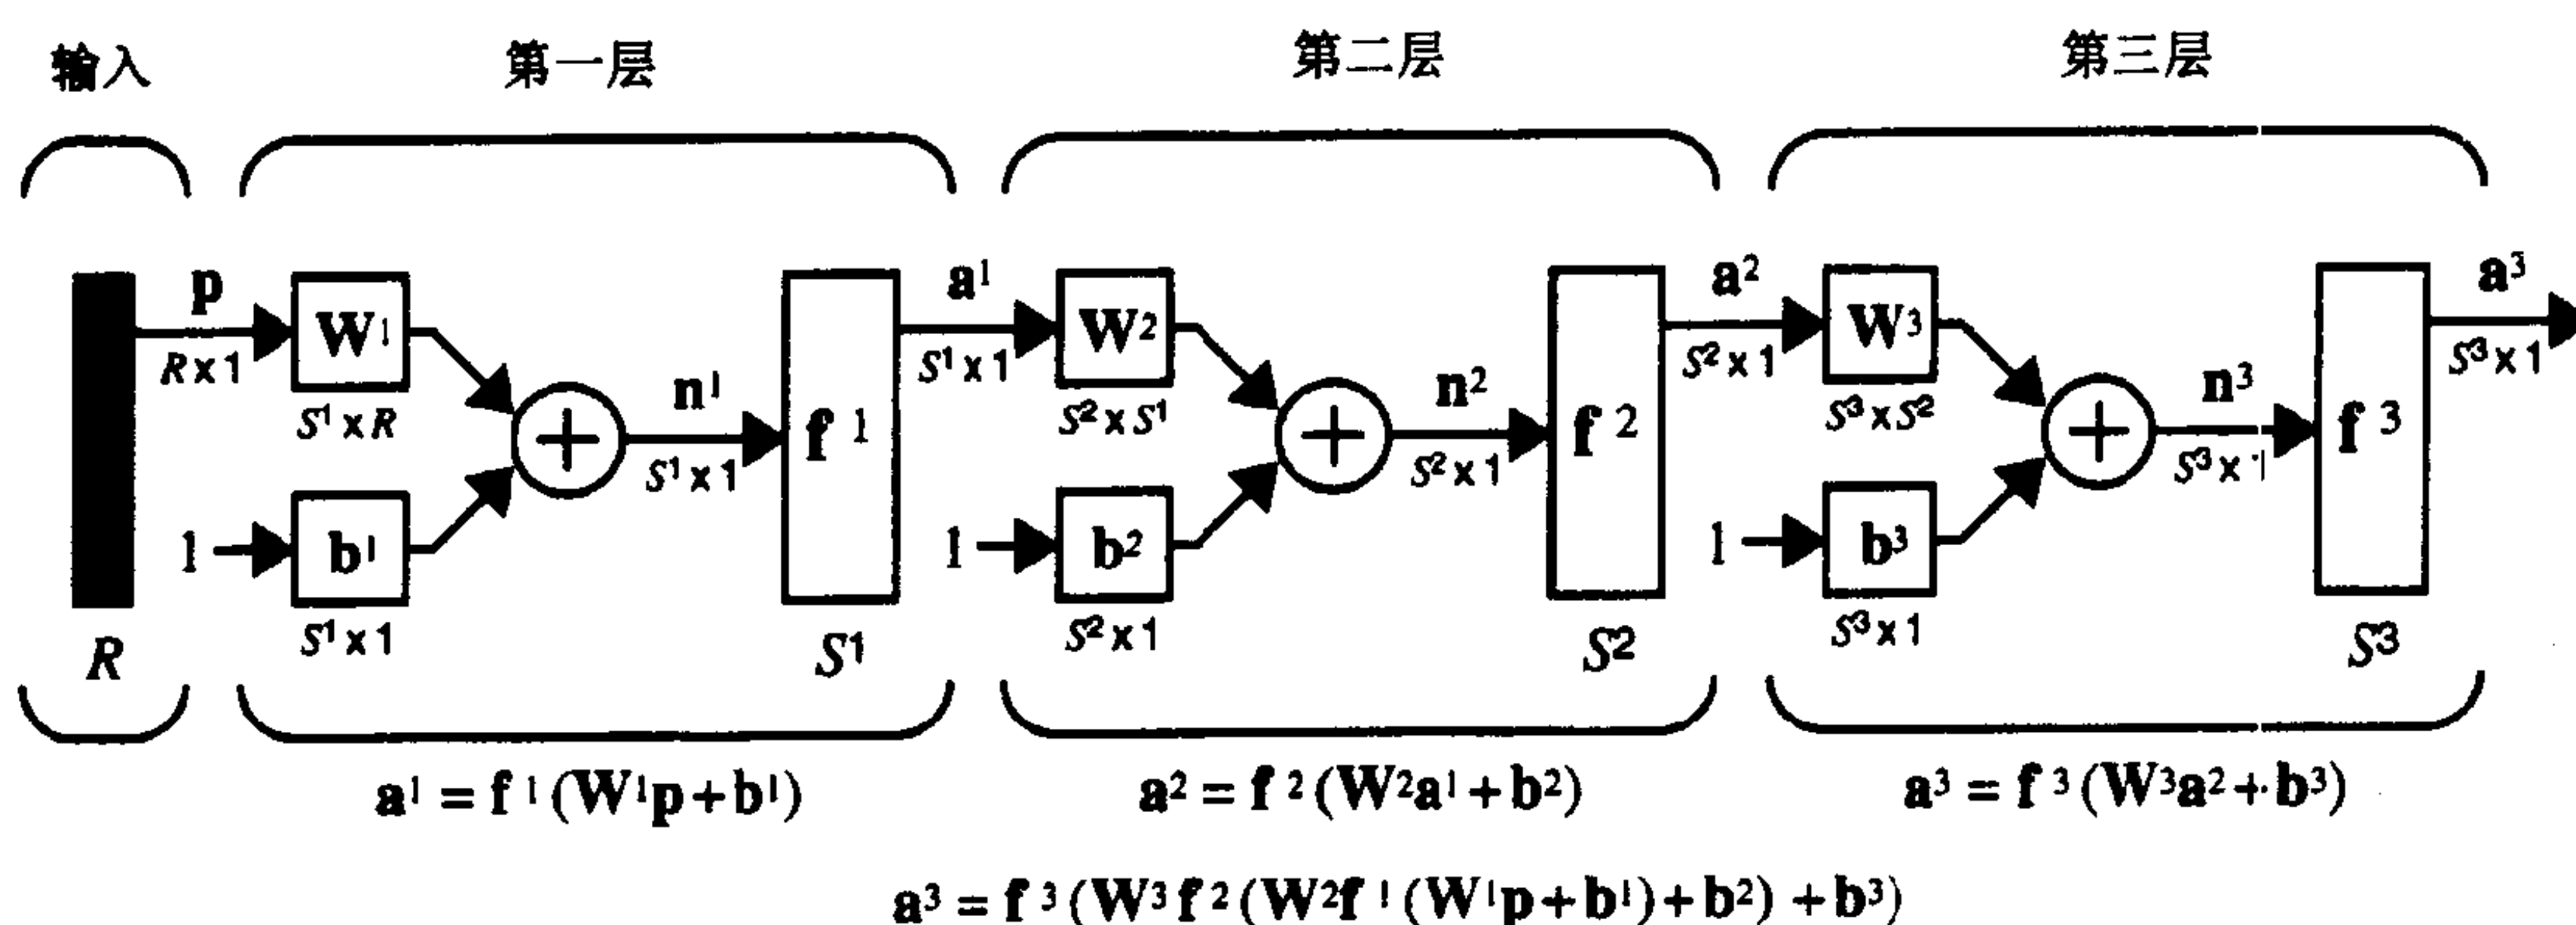 输入 第一层 第二层 第三层
p a¹ a² a³
W¹ W² W³
R×1 S¹×1 S²×1 S³×1
n¹ n² n³
S¹×R f¹ S²×S¹ f² S³×S² f³
S¹×1 S²×1 S³×1
1 b¹ 1 b² 1 b³
S¹×1 S²×1 S³×1
R S¹ S² S³
a¹ = f¹(W¹p+b¹) a² = f²(W²a¹+b²) a³ = f³(W³a²+b³)
a³ = f³(W³f²(W²f¹(W¹p+b¹)+b²)+b³)